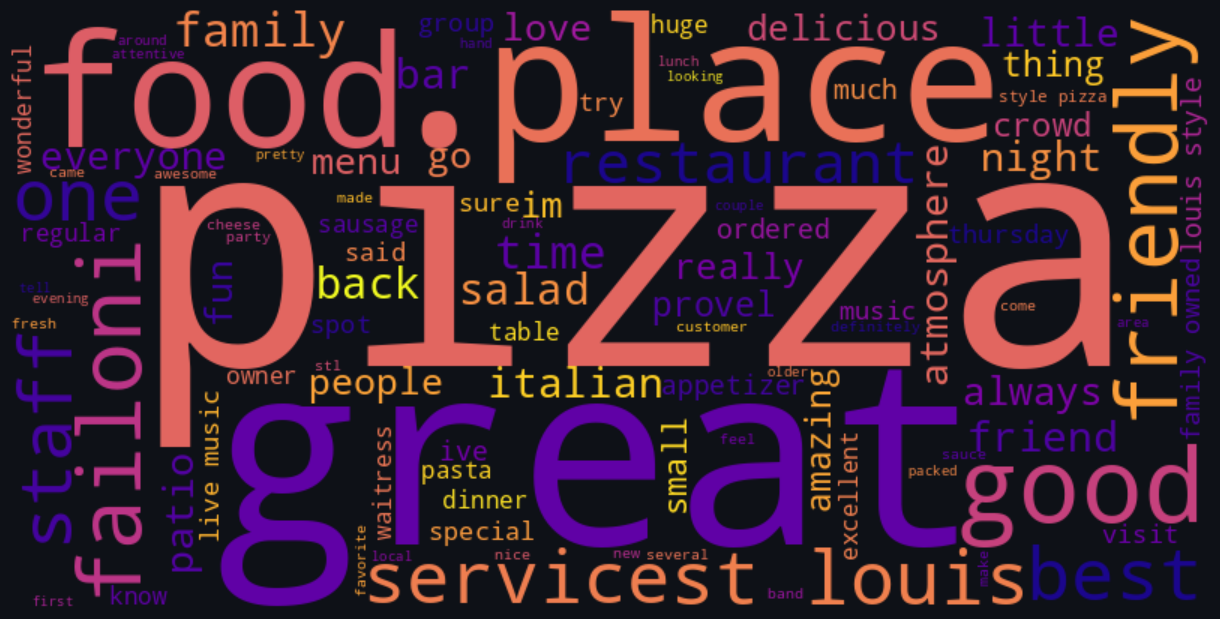 around
family
group
love
huge
delicious
little
friendly
hand
attentive
food
place
bar
wonderful
thing
lunch
looking
much
try
style pizza
crowd
everyone
pretty
menu
go
restaurant
night
came
awesome
one
pizza
made
sure
im
couple
atmosphere
louis style
regular
cheese
party
sausage
drink
ordered
thursday
said
time
really
failoni
fun
back
salad
provel
tell
evening
music
come
fresh
spot
table
customer
definitely
area
family owned
staff
owner
stl
people
italian
appetizer
older
always
great
live music
patio
waitress
ive
pasta
dinner
special
small
feel
amazing
excellent
friend
sauce
packed
good
visit
favorite
local
nice
new
several
service
st louis
make
best
band
first
know